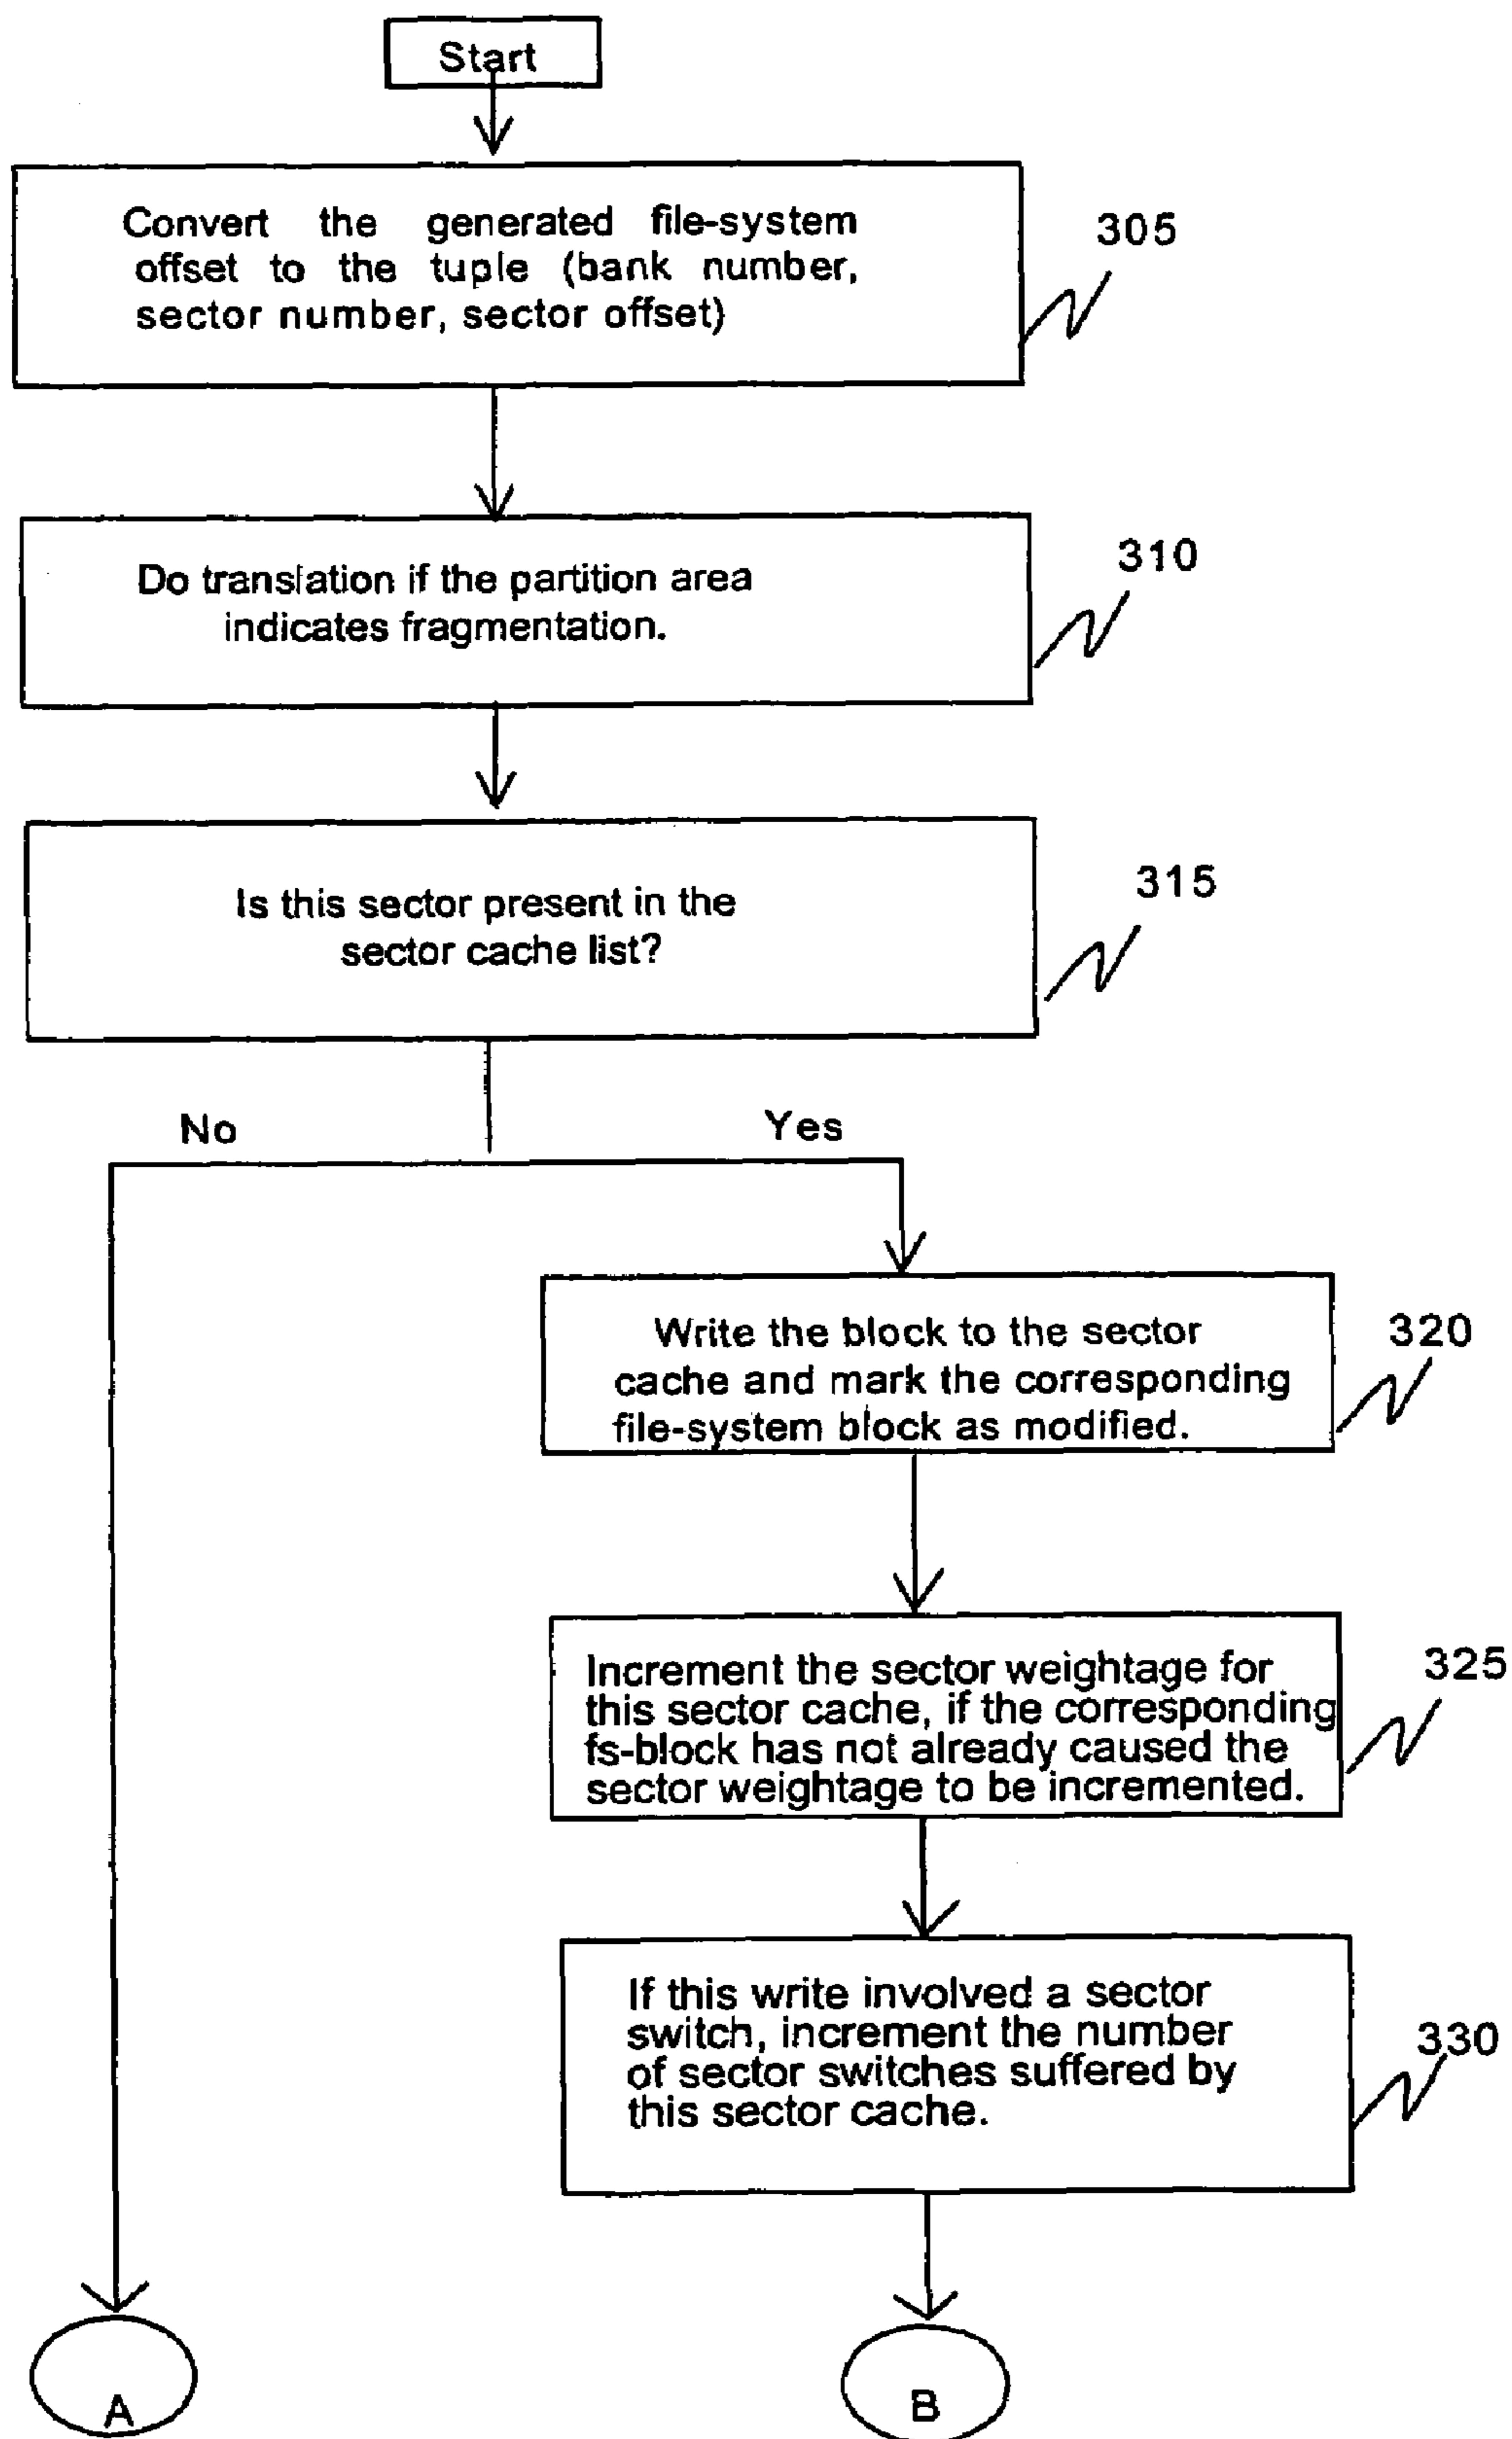 Start
Convert the generated file-system
offset to the tuple (bank number,
sector number, sector offset)
305
Do translation if the partition area
indicates fragmentation.
310
Is this sector present in the
sector cache list?
315
No
Yes
Write the block to the sector
cache and mark the corresponding
file-system block as modified.
320
Increment the sector weightage for
this sector cache, if the corresponding
fs-block has not already caused the
sector weightage to be incremented.
325
If this write involved a sector
switch, increment the number
of sector switches suffered by
this sector cache.
330
A
B